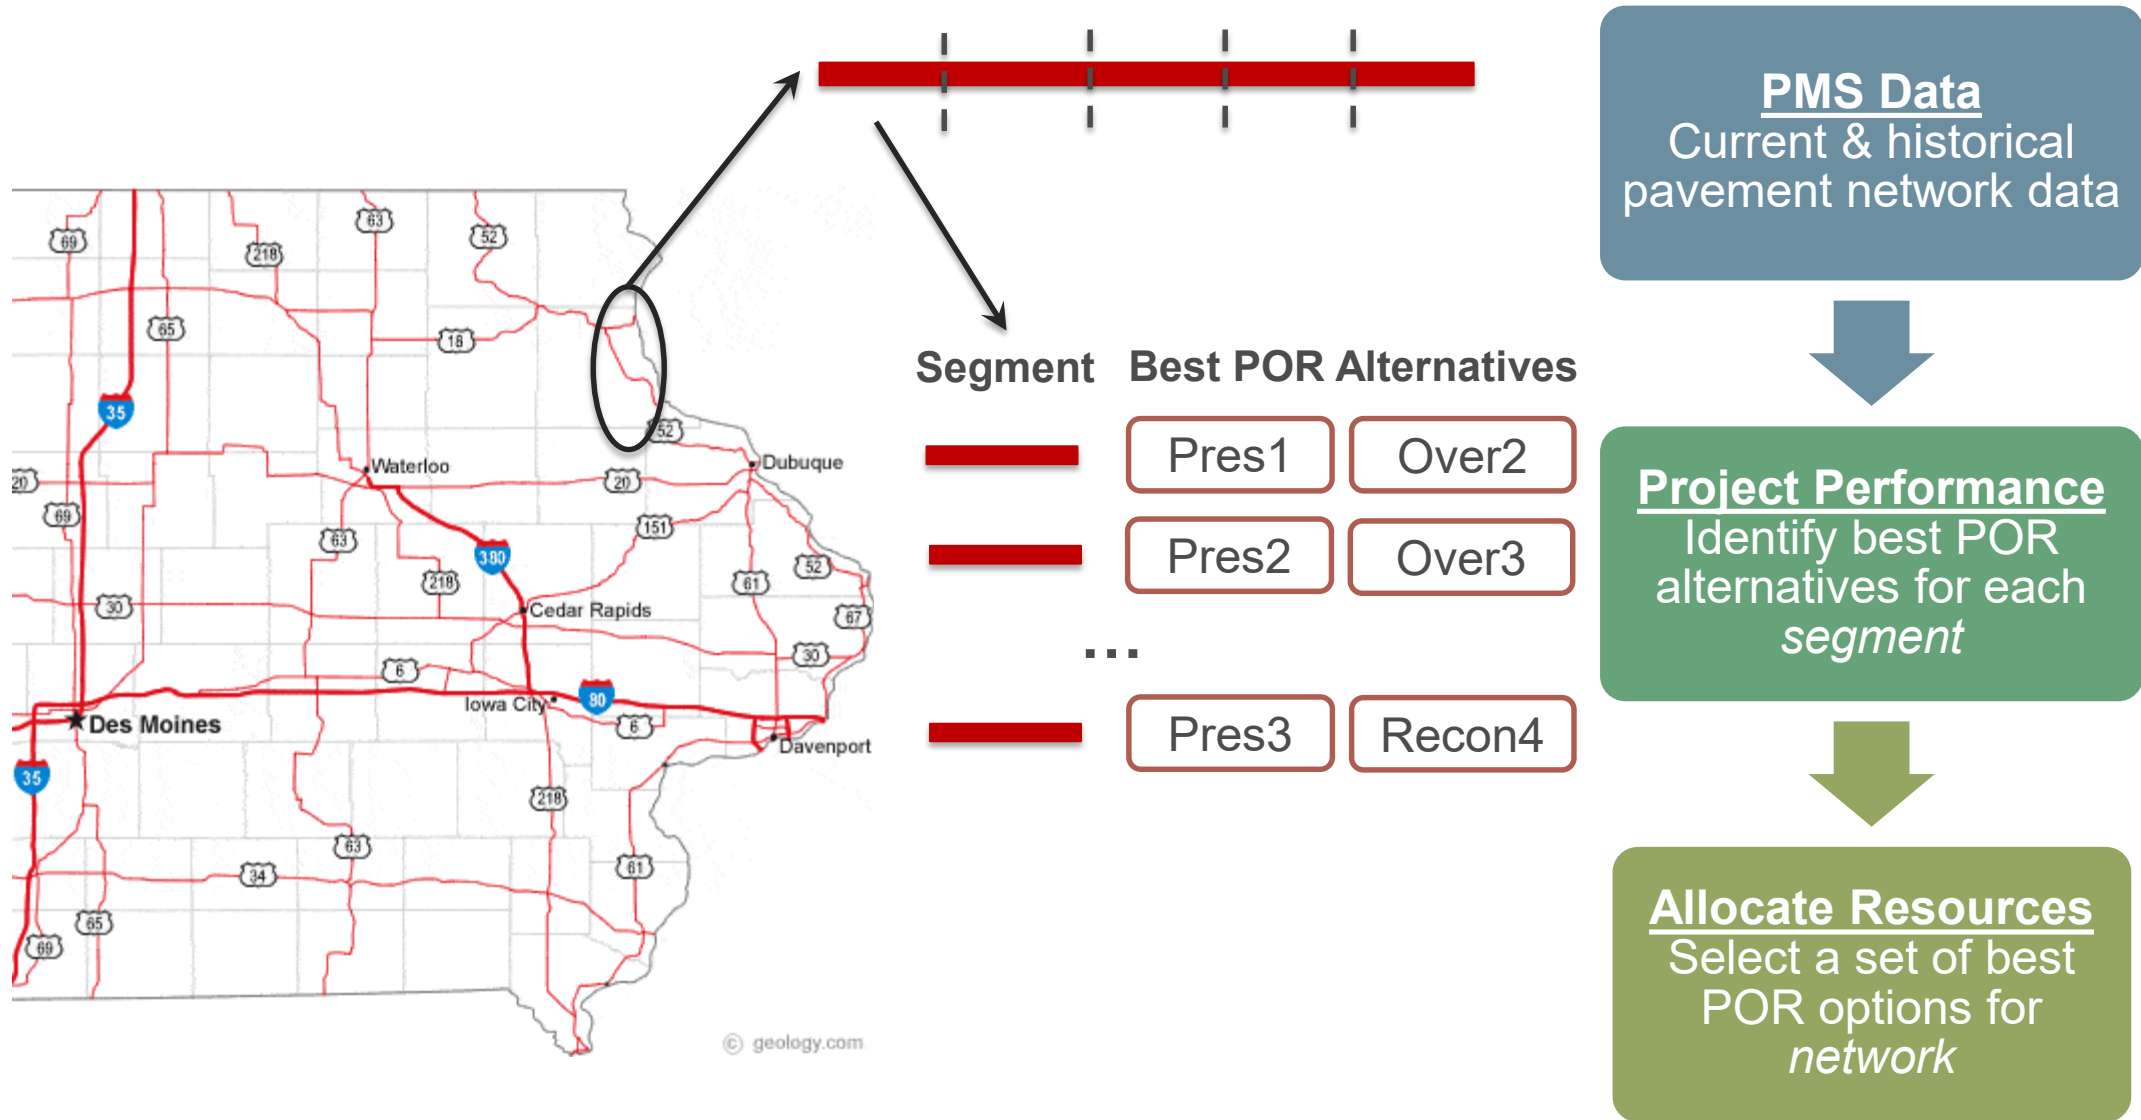 PMS Data
Current & historical
pavement network data
Project Performance
Identify best POR
alternatives for each
segment
Allocate Resources
Select a set of best
POR options for
network
Segment Best POR Alternatives
Pres1 Over2
Pres2 Over3
...
Pres3 Recon4
69
218
63
52
65
18
35
52
Waterloo
Dubuque
20
20
69
151
63
380
52
218
61
30
Cedar Rapids
67
30
6
Iowa City
80
Des Moines
6
Davenport
35
218
63
61
34
65
69
© geology.com